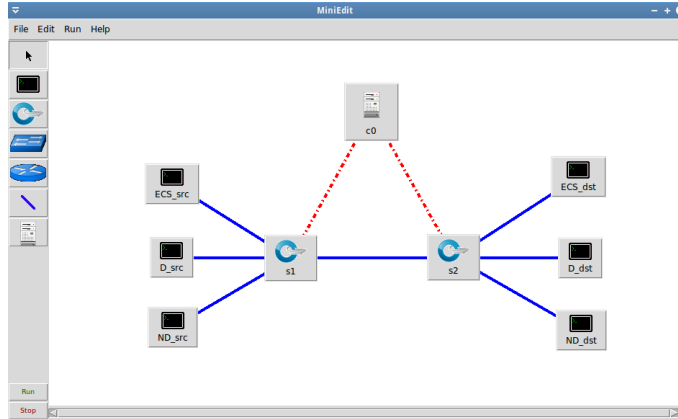 MiniEdit
File Edit Run Help
c0
ECS_src
ECS_dst
D_src
s1
s2
D_dst
ND_src
ND_dst
Run
Stop